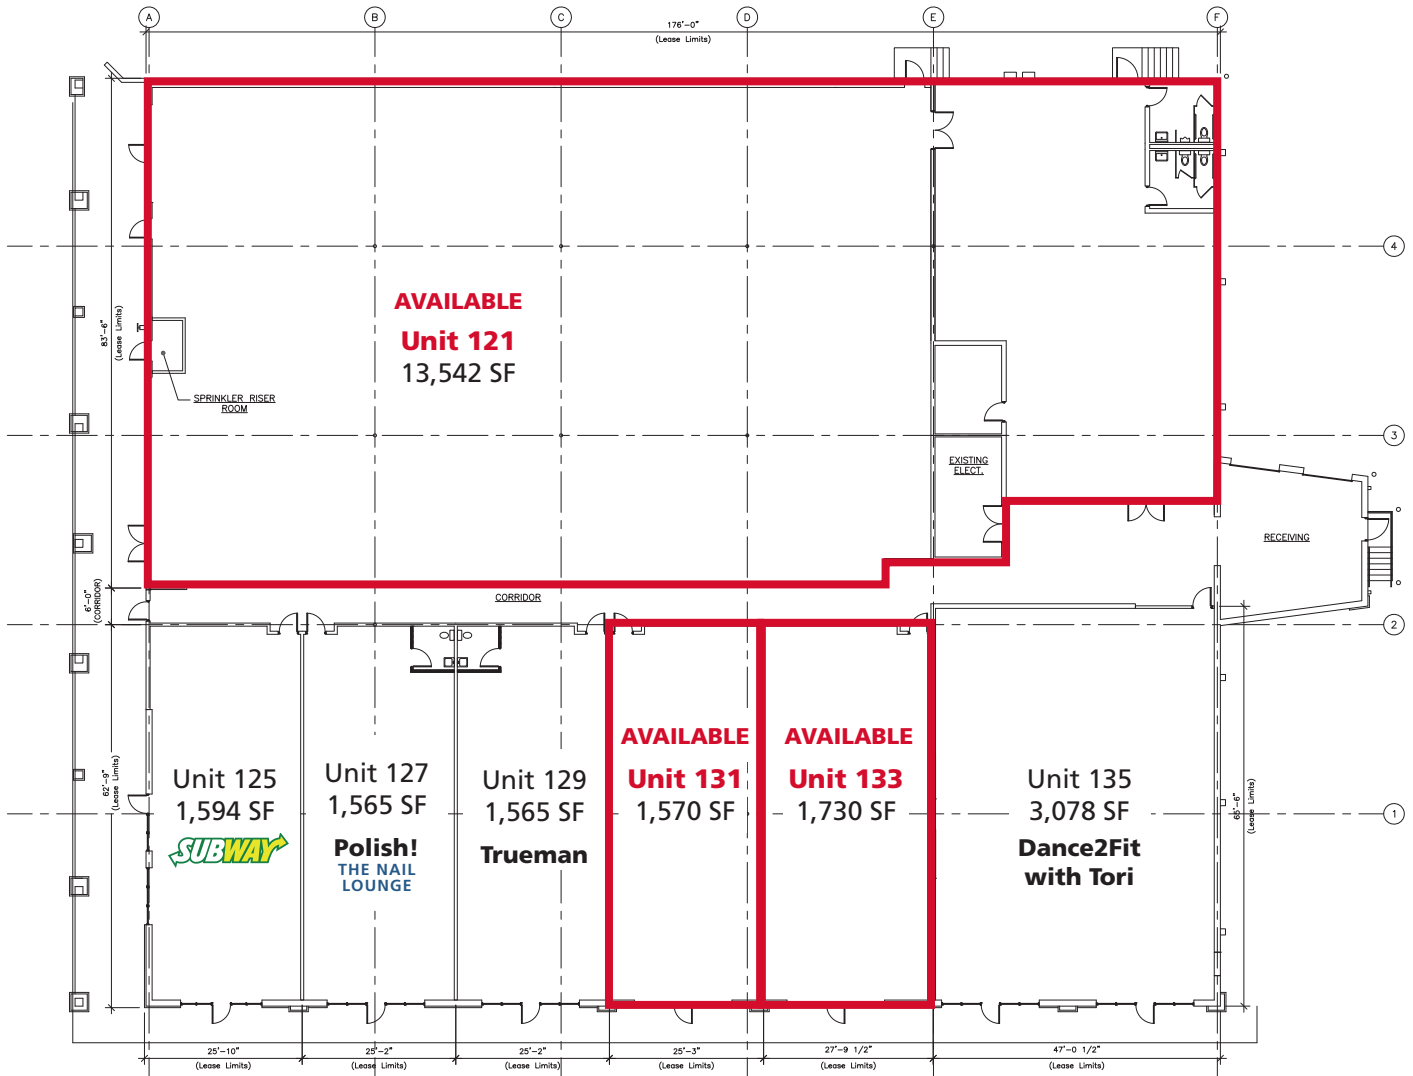 A
B
C
D
E
F
176'-0"
(Lease Limits)
4
83'-6"
(Lease Limits)
AVAILABLE
Unit 121
13,542 SF
SPRINKLER RISER
ROOM
3
EXISTING
ELECT.
RECEIVING
6'-0"
(CORRIDOR)
CORRIDOR
2
62'-9"
(Lease Limits)
Unit 125
1,594 SF
SUBWAY
Unit 127
1,565 SF
Polish!
THE NAIL
LOUNGE
Unit 129
1,565 SF
Trueman
AVAILABLE
Unit 131
1,570 SF
AVAILABLE
Unit 133
1,730 SF
Unit 135
3,078 SF
Dance2Fit
with Tori
65'-6"
(Lease Limits)
1
25'-10"
(Lease Limits)
25'-2"
(Lease Limits)
25'-2"
(Lease Limits)
25'-3"
(Lease Limits)
27'-9 1/2"
(Lease Limits)
47'-0 1/2"
(Lease Limits)